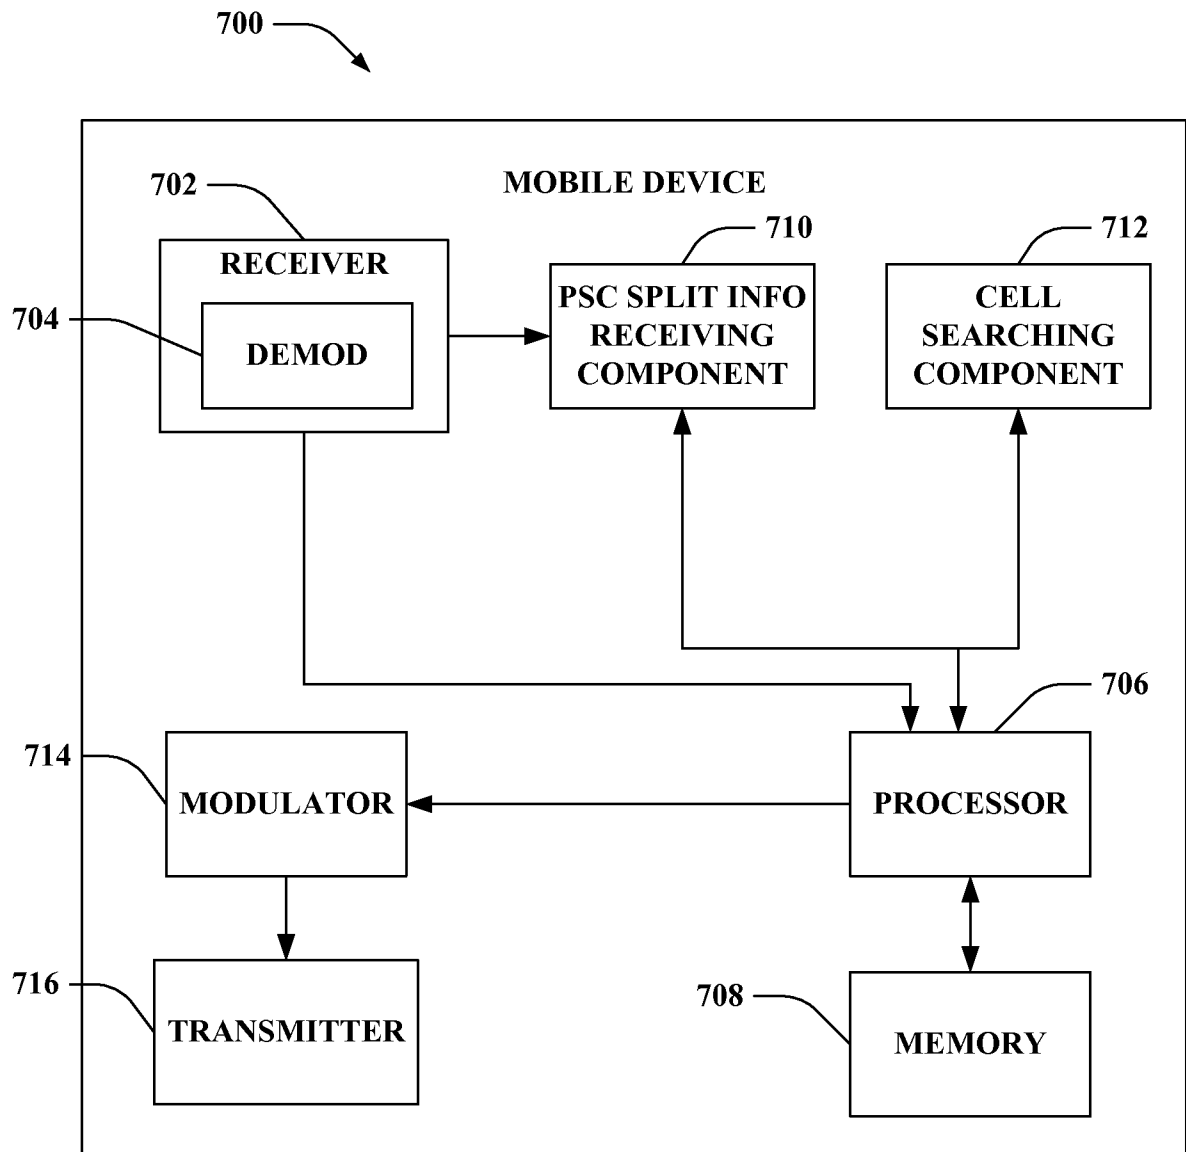 700
MOBILE DEVICE
702
RECEIVER
704
DEMOD
710
PSC SPLIT INFO
RECEIVING
COMPONENT
712
CELL
SEARCHING
COMPONENT
706
PROCESSOR
714
MODULATOR
716
TRANSMITTER
708
MEMORY